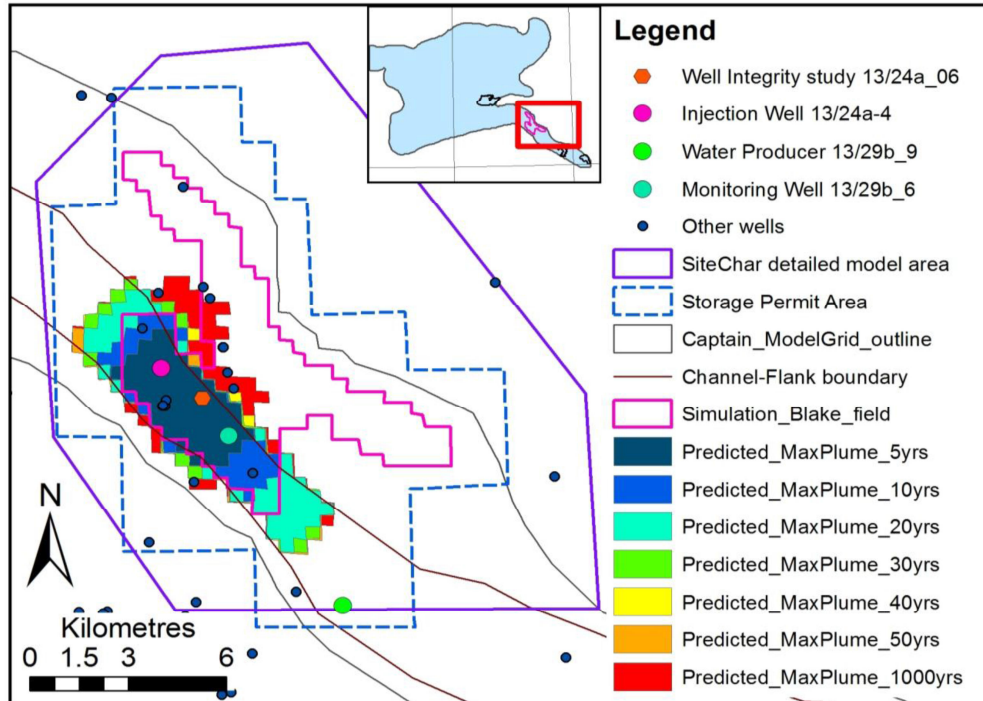 Legend
Well Integrity study 13/24a_06
Injection Well 13/24a-4
Water Producer 13/29b_9
Monitoring Well 13/29b_6
Other wells
SiteChar detailed model area
Storage Permit Area
Captain_ModelGrid_outline
Channel-Flank boundary
Simulation_Blake_field
Predicted_MaxPlume_5yrs
Predicted_MaxPlume_10yrs
Predicted_MaxPlume_20yrs
Predicted_MaxPlume_30yrs
Predicted_MaxPlume_40yrs
Predicted_MaxPlume_50yrs
Predicted_MaxPlume_1000yrs
N
Kilometres
0 1.5 3 6